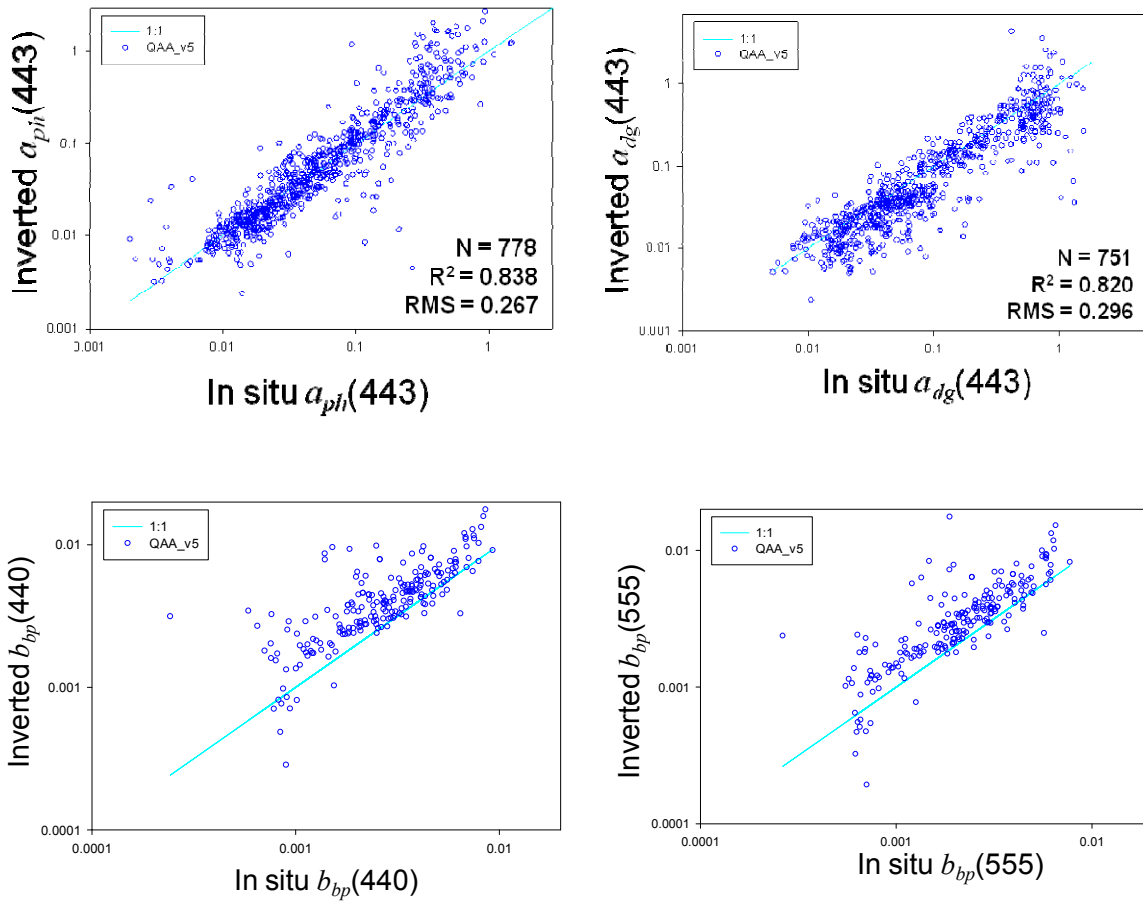 1:1
QAA_v5
Inverted a_ph(443)
1
0.1
0.01
0.001
N = 778
R² = 0.838
RMS = 0.267
0.001
0.01
0.1
1
In situ a_ph(443)
1:1
QAA_v5
Inverted a_dg(443)
1
0.1
0.01
0.001
N = 751
R² = 0.820
RMS = 0.296
0.001
0.01
0.1
1
In situ a_dg(443)
1:1
QAA_v5
Inverted b_bp(440)
0.01
0.001
0.0001
0.0001
0.001
0.01
In situ b_bp(440)
1:1
QAA_v5
Inverted b_bp(555)
0.01
0.001
0.0001
0.0001
0.001
0.01
In situ b_bp(555)